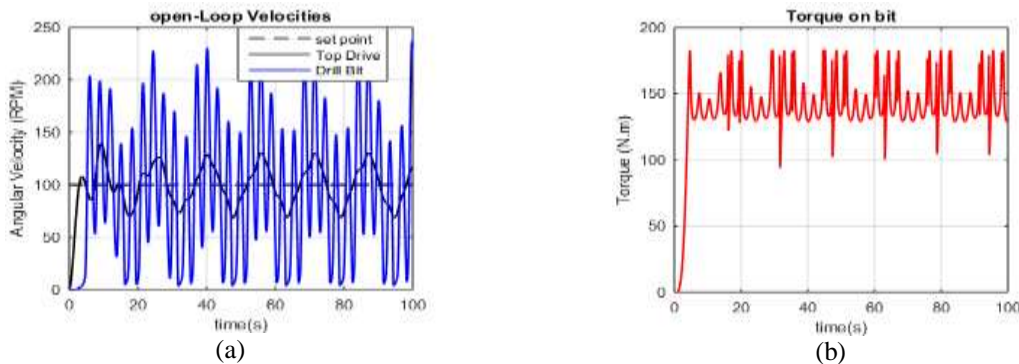 open-Loop Velocities
250
200
150
100
50
0
Angular Velocity (RPM)
set point
Top Drive
Drill Bit
0 20 40 60 80 100
time(s)
(a)
Torque on bit
200
150
100
50
0
Torque (N.m)
0 20 40 60 80 100
time(s)
(b)